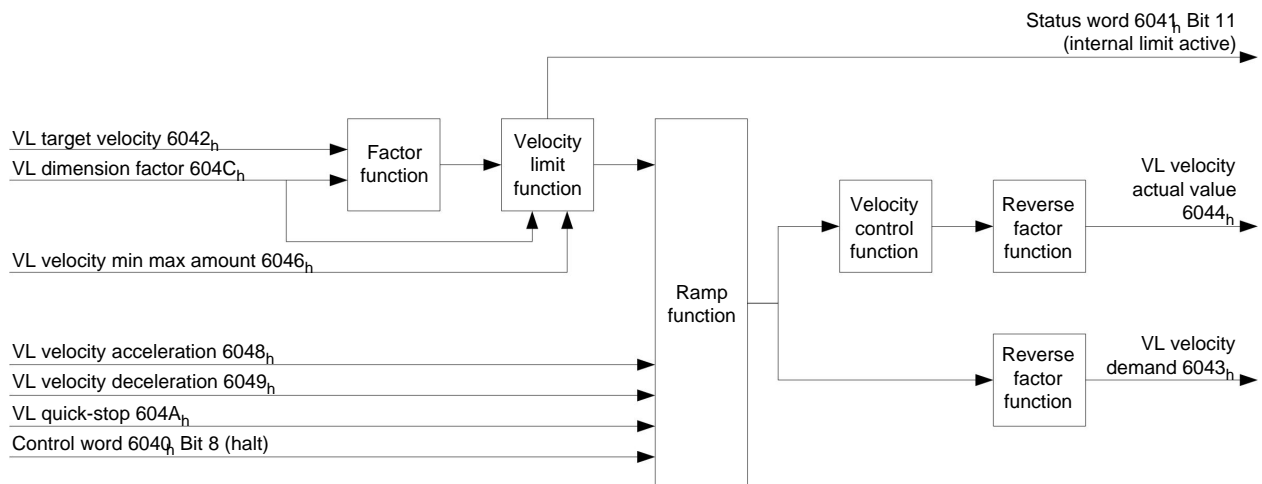 Status word 6041h Bit 11
(internal limit active)
VL target velocity 6042h
VL dimension factor 604Ch
Factor
function
Velocity
limit
function
VL velocity min max amount 6046h
VL velocity acceleration 6048h
VL velocity deceleration 6049h
VL quick-stop 604Ah
Control word 6040h Bit 8 (halt)
Ramp
function
Velocity
control
function
Reverse
factor
function
VL velocity
actual value
6044h
Reverse
factor
function
VL velocity
demand 6043h